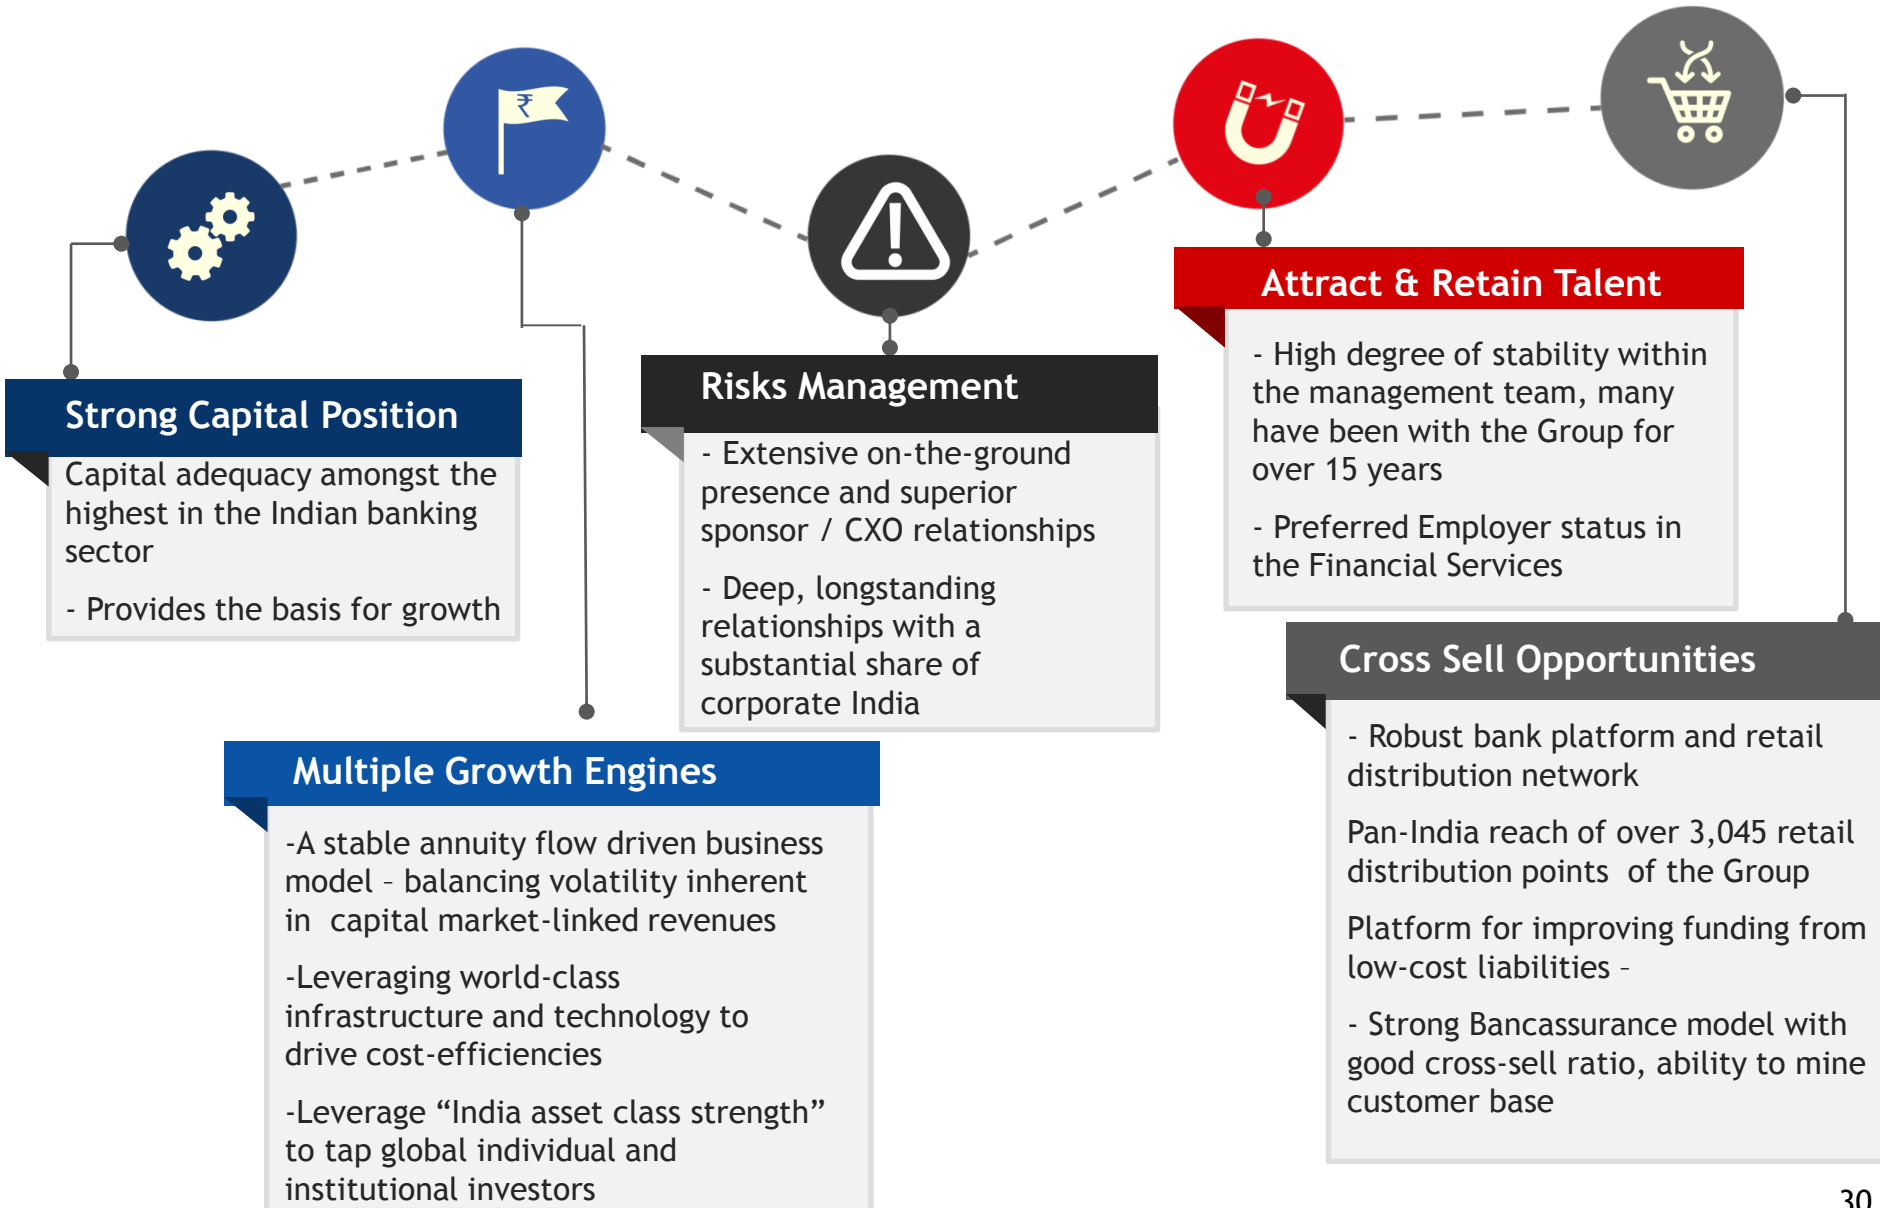 ₹
Strong Capital Position
Capital adequacy amongst the
highest in the Indian banking
sector
- Provides the basis for growth
Multiple Growth Engines
-A stable annuity flow driven business
model – balancing volatility inherent
in  capital market-linked revenues
-Leveraging world-class
infrastructure and technology to
drive cost-efficiencies
-Leverage “India asset class strength”
to tap global individual and
institutional investors
Risks Management
- Extensive on-the-ground
presence and superior
sponsor / CXO relationships
- Deep, longstanding
relationships with a
substantial share of
corporate India
Attract & Retain Talent
- High degree of stability within
the management team, many
have been with the Group for
over 15 years
- Preferred Employer status in
the Financial Services
Cross Sell Opportunities
- Robust bank platform and retail
distribution network
Pan-India reach of over 3,045 retail
distribution points  of the Group
Platform for improving funding from
low-cost liabilities –
- Strong Bancassurance model with
good cross-sell ratio, ability to mine
customer base
30